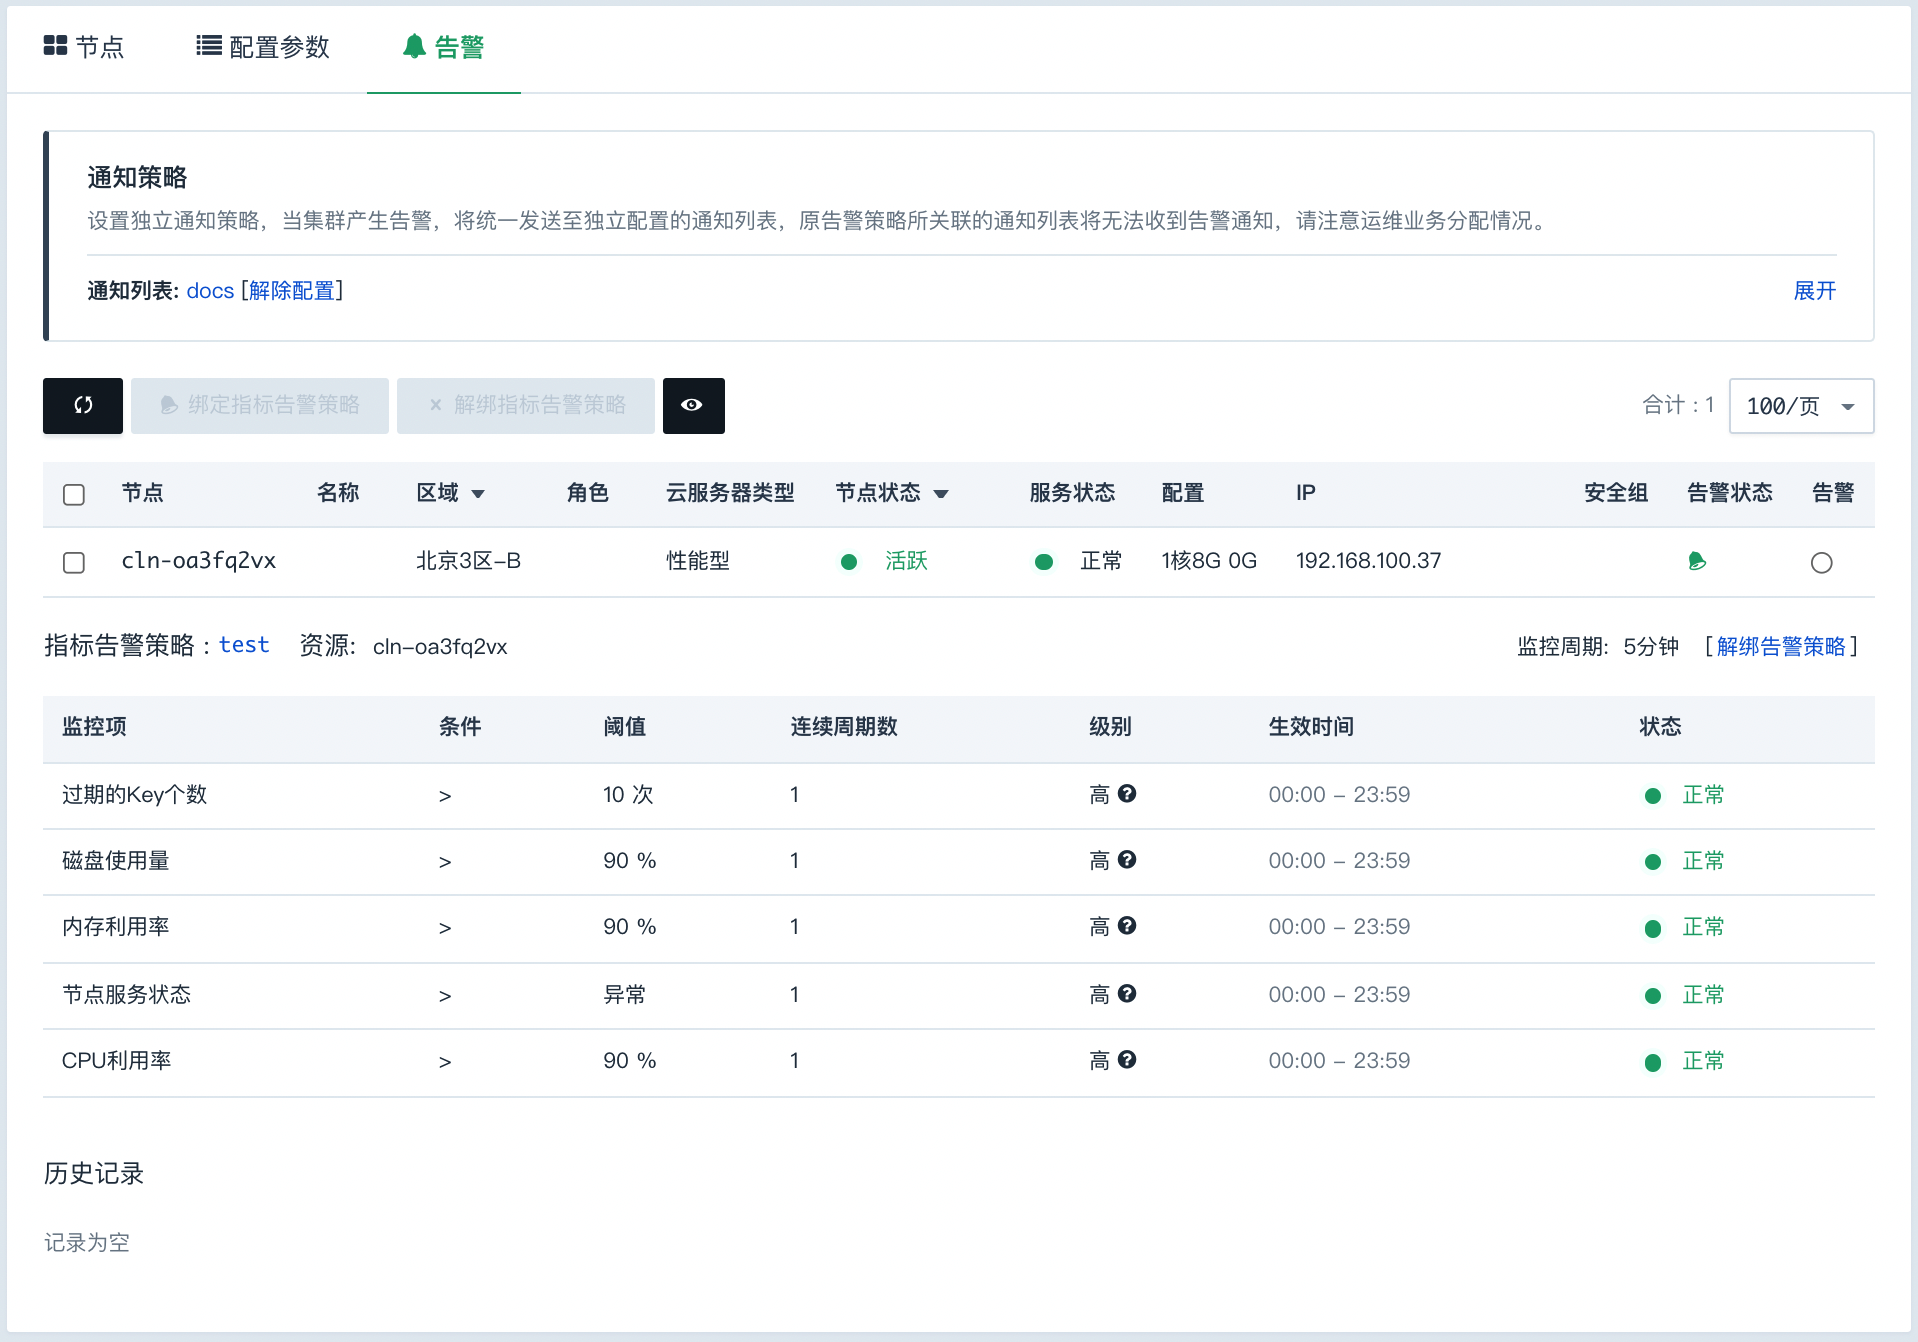 节点 配置参数 告警
通知策略
设置独立通知策略，当集群产生告警，将统一发送至独立配置的通知列表，原告警策略所关联的通知列表将无法收到告警通知，请注意运维业务分配情况。
通知列表: docs [解除配置] 展开
绑定指标告警策略 × 解绑指标告警策略 合计 : 1 100/页
节点 名称 区域 角色 云服务器类型 节点状态 服务状态 配置 IP 安全组 告警状态 告警
cln-oa3fq2vx 北京3区-B 性能型 活跃 正常 1核8G 0G 192.168.100.37
指标告警策略 : test 资源: cln-oa3fq2vx 监控周期: 5分钟 [解绑告警策略]
监控项 条件 阈值 连续周期数 级别 生效时间 状态
过期的Key个数 > 10 次 1 高 ? 00:00 - 23:59 正常
磁盘使用量 > 90 % 1 高 ? 00:00 - 23:59 正常
内存利用率 > 90 % 1 高 ? 00:00 - 23:59 正常
节点服务状态 > 异常 1 高 ? 00:00 - 23:59 正常
CPU利用率 > 90 % 1 高 ? 00:00 - 23:59 正常
历史记录
记录为空